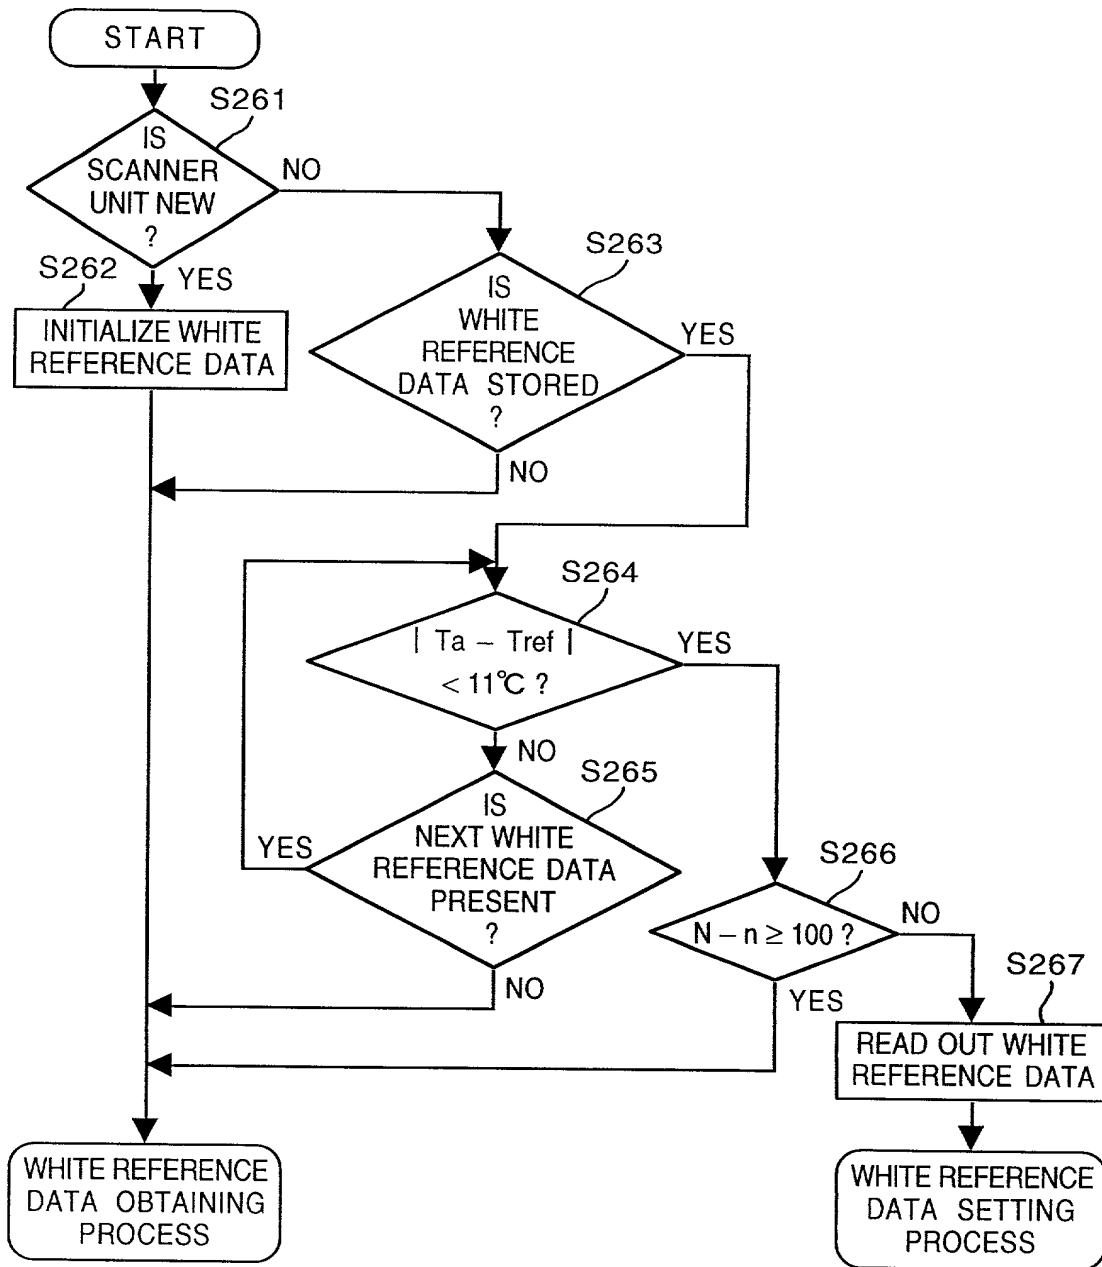 START
S261
IS
SCANNER
UNIT NEW
?
NO
S262
YES
INITIALIZE WHITE
REFERENCE DATA
S263
IS
WHITE
REFERENCE
DATA STORED
?
YES
NO
S264
| Ta – Tref |
< 11℃ ?
YES
NO
S265
IS
NEXT WHITE
REFERENCE DATA
PRESENT
?
YES
NO
S266
N – n ≥ 100 ?
NO
YES
S267
READ OUT WHITE
REFERENCE DATA
WHITE REFERENCE
DATA OBTAINING
PROCESS
WHITE REFERENCE
DATA SETTING
PROCESS